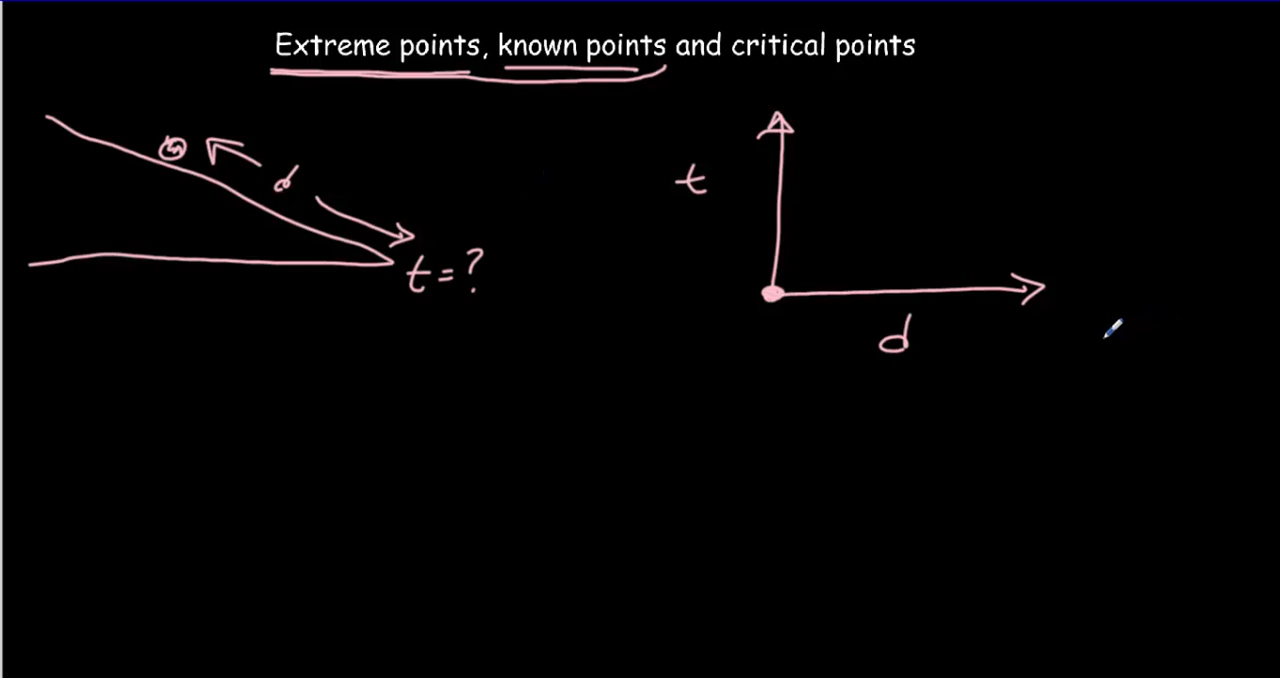 Extreme points, known points and critical points
d
t = ?
t
d